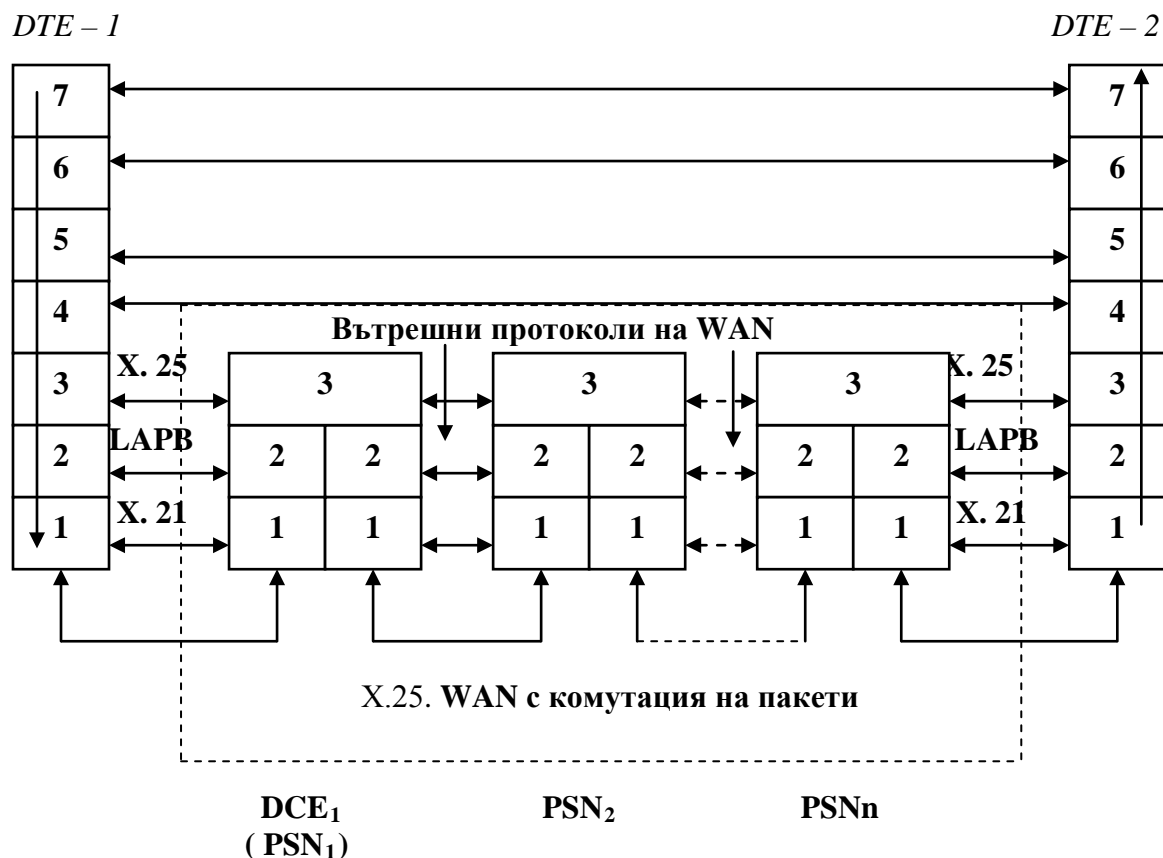 DTE – 1 DTE – 2
7 7
6 6
5 5
4 4
Вътрешни протоколи на WAN
X. 25 X. 25
3 3 3 3 3
LAPB LAPB
2 2 2 2 2 2 2 2
X. 21 X. 21
1 1 1 1 1 1 1 1
X.25. WAN с комутация на пакети
DCE₁ PSN₂ PSNn
( PSN₁)